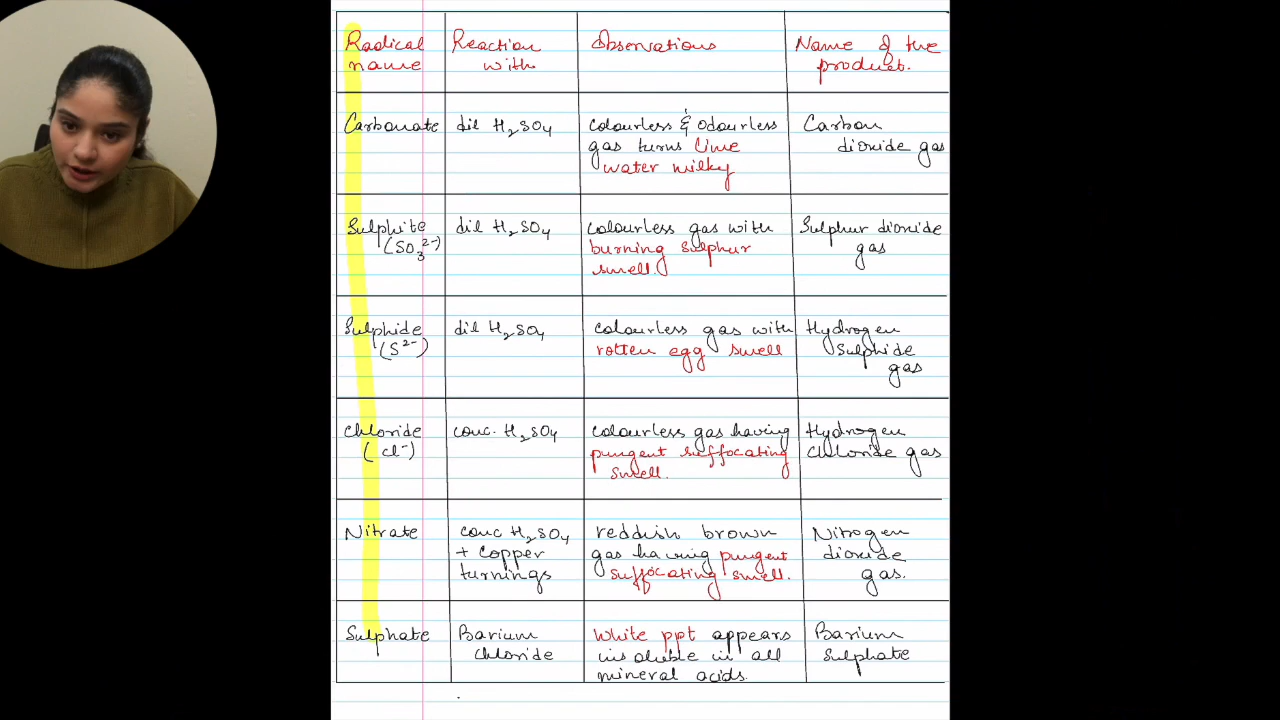 Radical name
Reaction with
Observations
Name of the product.
Carbonate
dil H₂SO₄
colourless & odourless
gas turns lime
water milky
Carbon
dioxide gas
Sulphite
(SO₃²⁻)
dil H₂SO₄
colourless gas with
burning sulphur
smell.
Sulphur dioxide
gas
Sulphide
(S²⁻)
dil H₂SO₄
colourless gas with
rotten egg smell
Hydrogen
Sulphide
gas
Chloride
(Cl⁻)
conc. H₂SO₄
colourless gas having
pungent suffocating
smell.
Hydrogen
Chloride gas
Nitrate
conc H₂SO₄
+ Copper
turnings
reddish brown
gas having pungent
suffocating smell.
Nitrogen
dioxide
gas.
Sulphate
Barium
chloride
White ppt appears
insoluble in all
mineral acids.
Barium
Sulphate